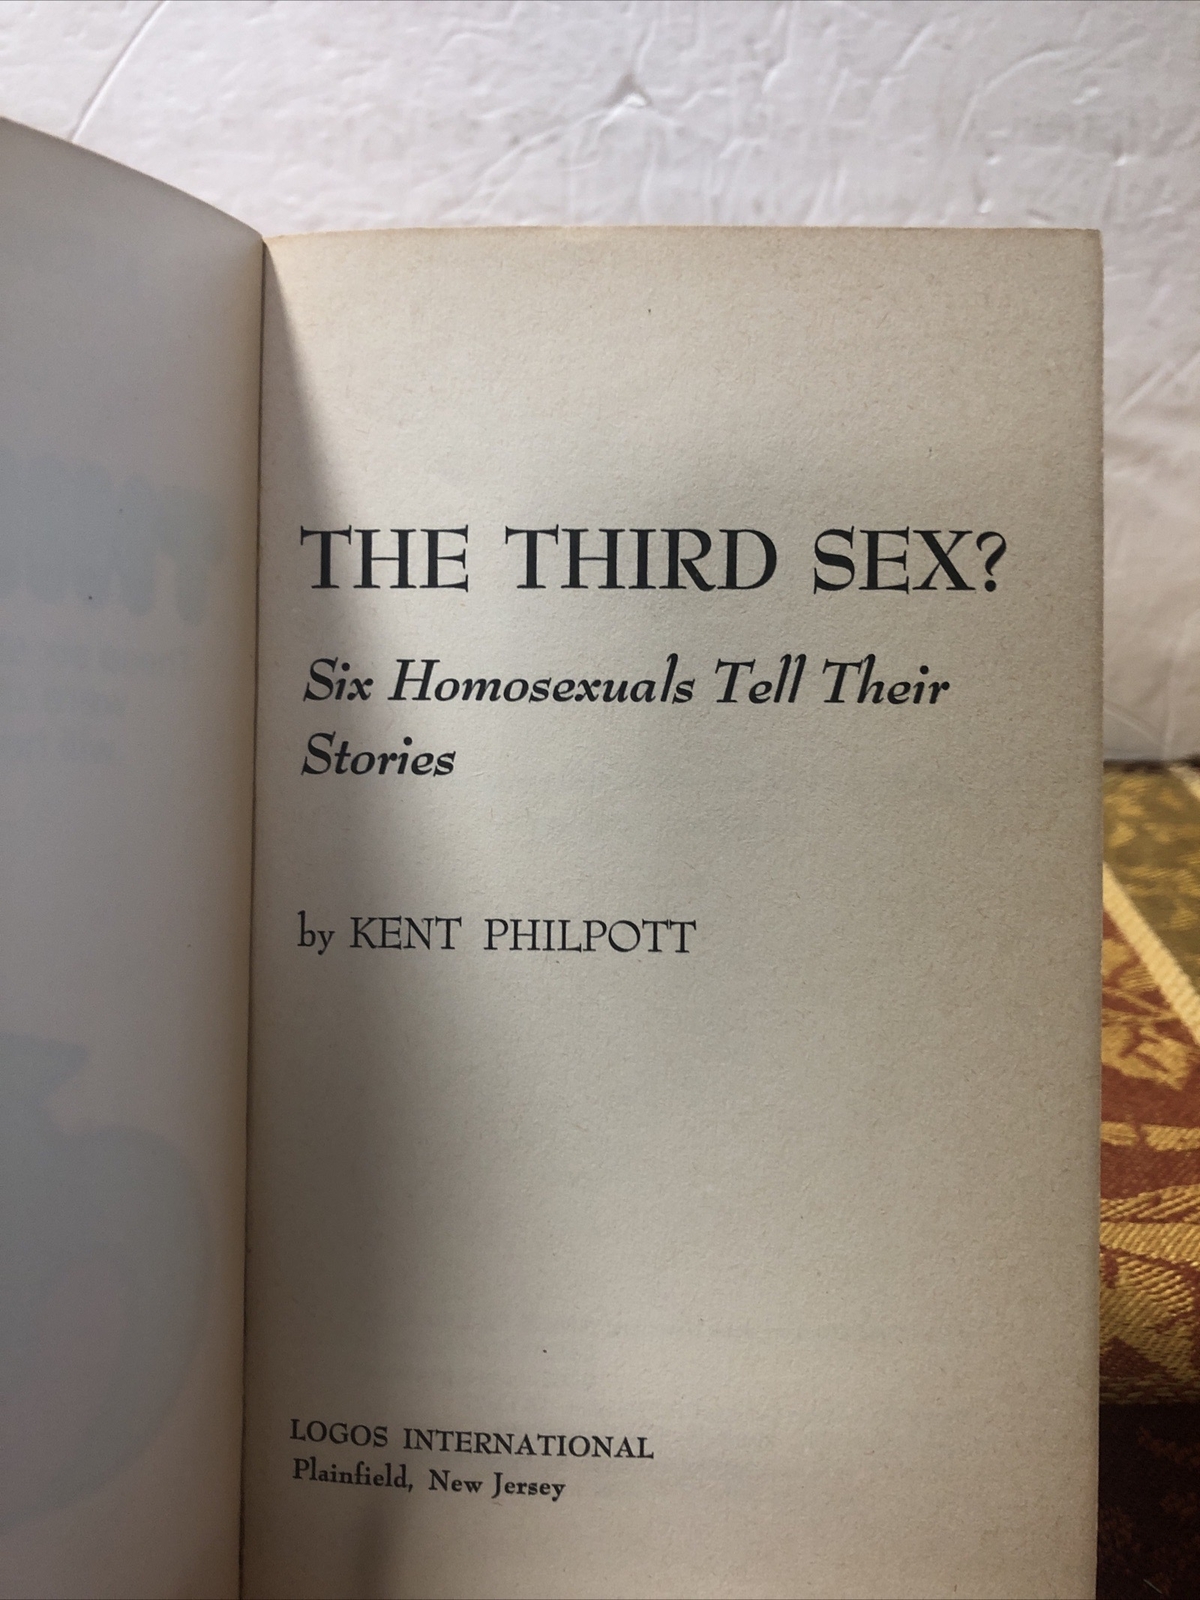 THE THIRD SEX?
Six Homosexuals Tell Their
Stories
by KENT PHILPOTT
LOGOS INTERNATIONAL
Plainfield, New Jersey